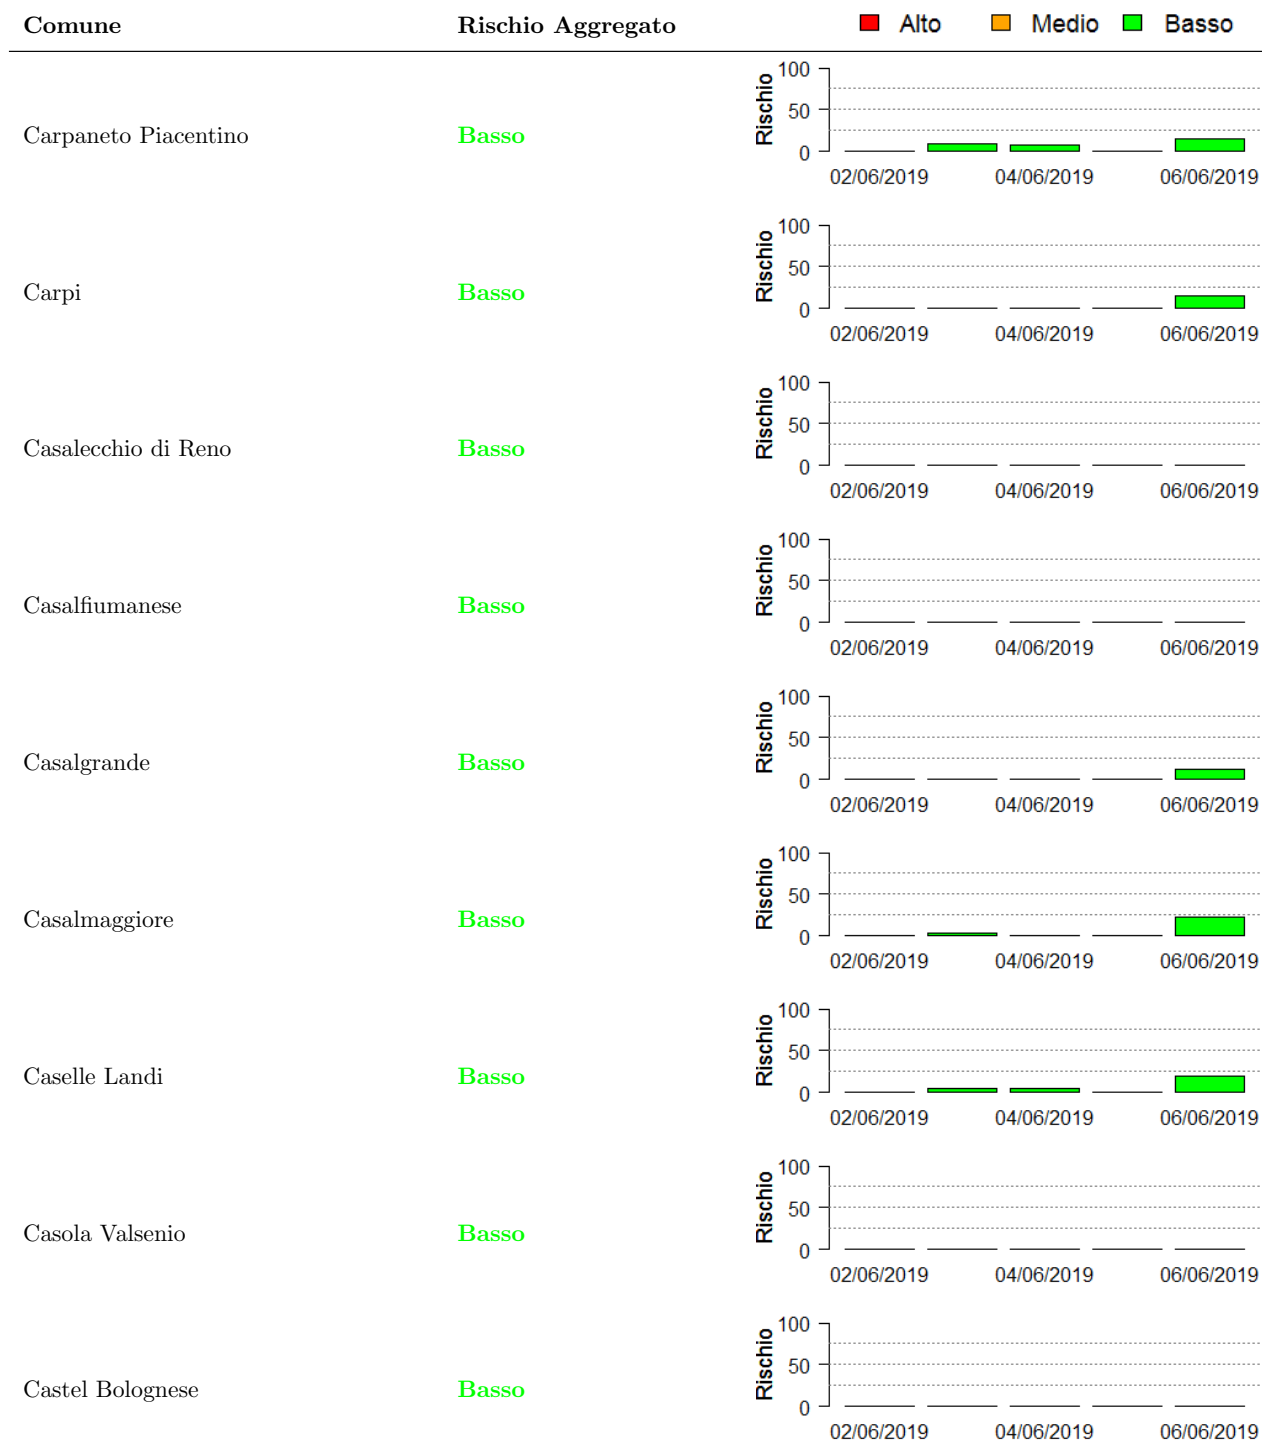 Comune Rischio Aggregato Alto Medio Basso
Carpaneto Piacentino Basso
Rischio
100
50
0
02/06/2019 04/06/2019 06/06/2019
Carpi Basso
Rischio
100
50
0
02/06/2019 04/06/2019 06/06/2019
Casalecchio di Reno Basso
Rischio
100
50
0
02/06/2019 04/06/2019 06/06/2019
Casalfiumanese Basso
Rischio
100
50
0
02/06/2019 04/06/2019 06/06/2019
Casalgrande Basso
Rischio
100
50
0
02/06/2019 04/06/2019 06/06/2019
Casalmaggiore Basso
Rischio
100
50
0
02/06/2019 04/06/2019 06/06/2019
Caselle Landi Basso
Rischio
100
50
0
02/06/2019 04/06/2019 06/06/2019
Casola Valsenio Basso
Rischio
100
50
0
02/06/2019 04/06/2019 06/06/2019
Castel Bolognese Basso
Rischio
100
50
0
02/06/2019 04/06/2019 06/06/2019